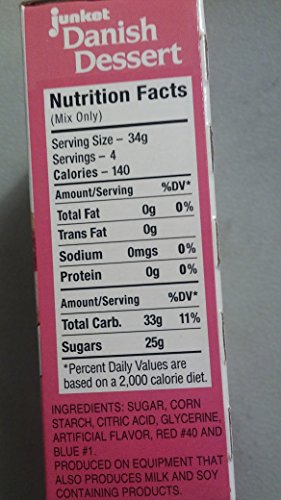 junket
Danish
Dessert
Nutrition Facts
(Mix Only)
Serving Size – 34g
Servings – 4
Calories – 140
Amount/Serving %DV*
Total Fat 0g 0%
Trans Fat 0g
Sodium 0mgs 0%
Protein 0g 0%
Amount/Serving %DV*
Total Carb. 33g 11%
Sugars 25g
*Percent Daily Values are
based on a 2,000 calorie diet.
INGREDIENTS: SUGAR, CORN
STARCH, CITRIC ACID, GLYCERINE,
ARTIFICIAL FLAVOR, RED #40 AND
BLUE #1.
PRODUCED ON EQUIPMENT THAT
ALSO PRODUCES MILK AND SOY
CONTAINING PRODUCTS.